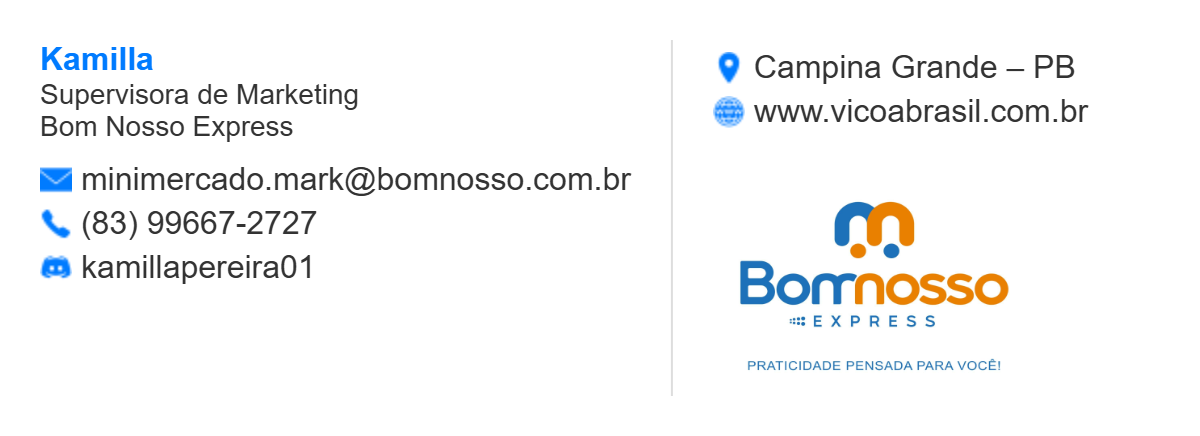 Kamilla
Supervisora de Marketing
Bom Nosso Express
minimercado.mark@bomnosso.com.br
(83) 99667-2727
kamillapereira01
Campina Grande – PB
www.vicoabrasil.com.br
Bomnosso
EXPRESS
PRATICIDADE PENSADA PARA VOCÊ!